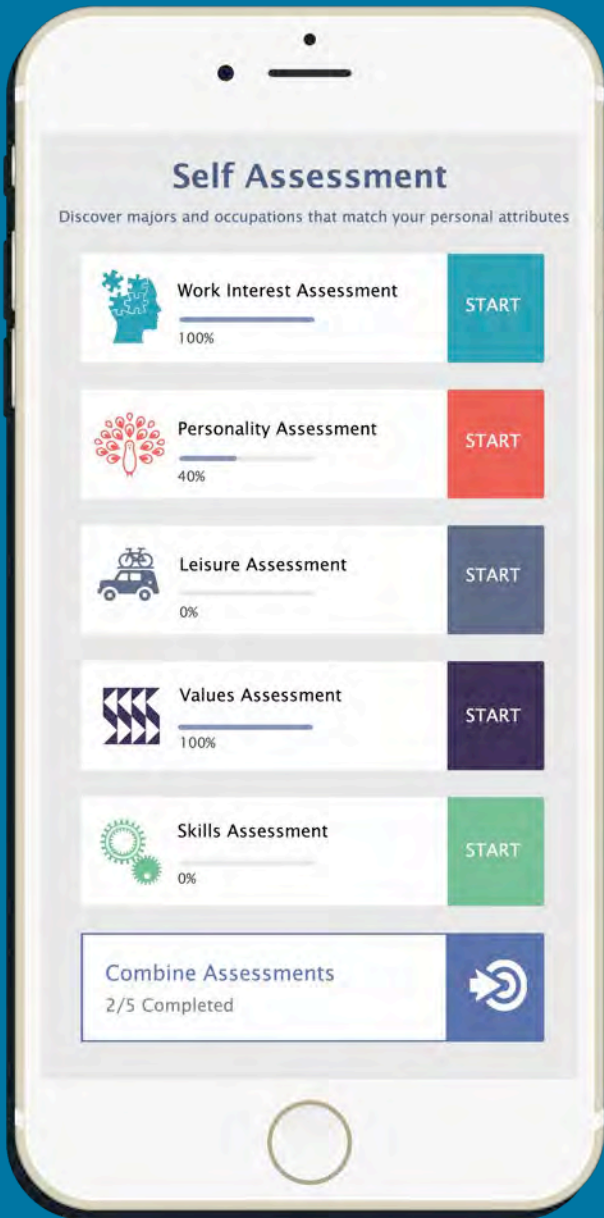 Self Assessment
Discover majors and occupations that match your personal attributes
Work Interest Assessment
100%
START
Personality Assessment
40%
START
Leisure Assessment
0%
START
Values Assessment
100%
START
Skills Assessment
0%
START
Combine Assessments
2/5 Completed